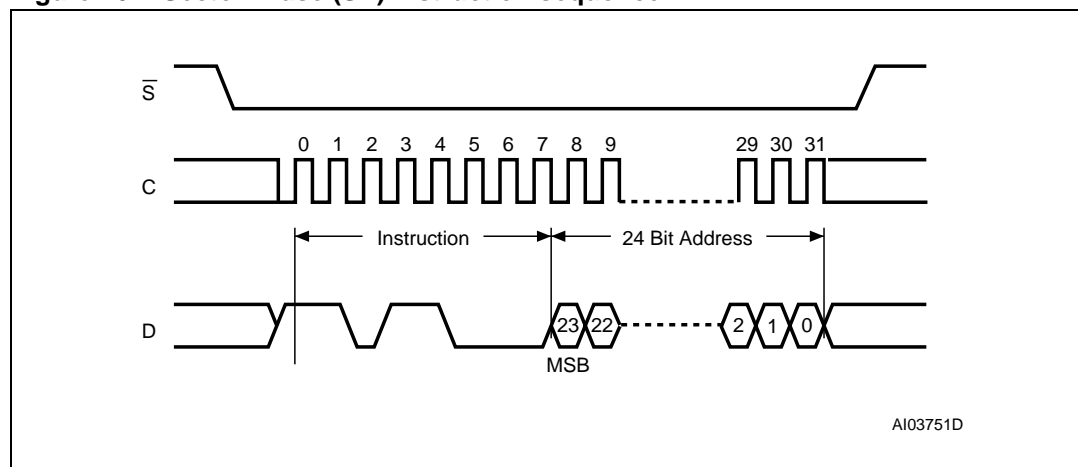 S
0 1 2 3 4 5 6 7 8 9 29 30 31
C
Instruction 24 Bit Address
D 23 22 2 1 0
MSB
AI03751D